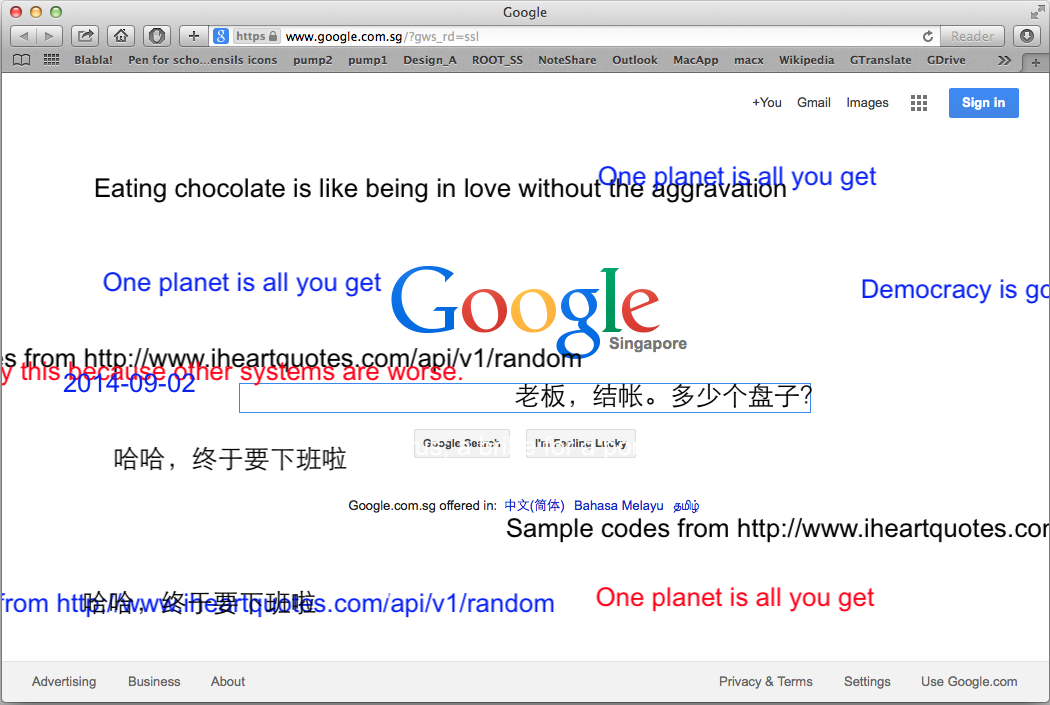 Google
https www.google.com.sg/?gws_rd=ssl Reader
Blabla! Pen for scho...ensils icons pump2 pump1 Design_A ROOT_SS NoteShare Outlook MacApp macx Wikipedia GTranslate GDrive
+You Gmail Images Sign in
One planet is all you get
Eating chocolate is like being in love without the aggravation
One planet is all you get
Google
Singapore
Democracy is go
s from http://www.iheartquotes.com/api/v1/random
y this because other systems are worse.
2014-09-02
老板，结帐。多少个盘子?
Google Search I'm Feeling Lucky
a bride for a
哈哈，终于要下班啦
Google.com.sg offered in: 中文(简体) Bahasa Melayu தமிழ்
Sample codes from http://www.iheartquotes.com
from http://www.iheartquotes.com/api/v1/random
哈哈，终于要下班啦
One planet is all you get
Advertising Business About Privacy & Terms Settings Use Google.com